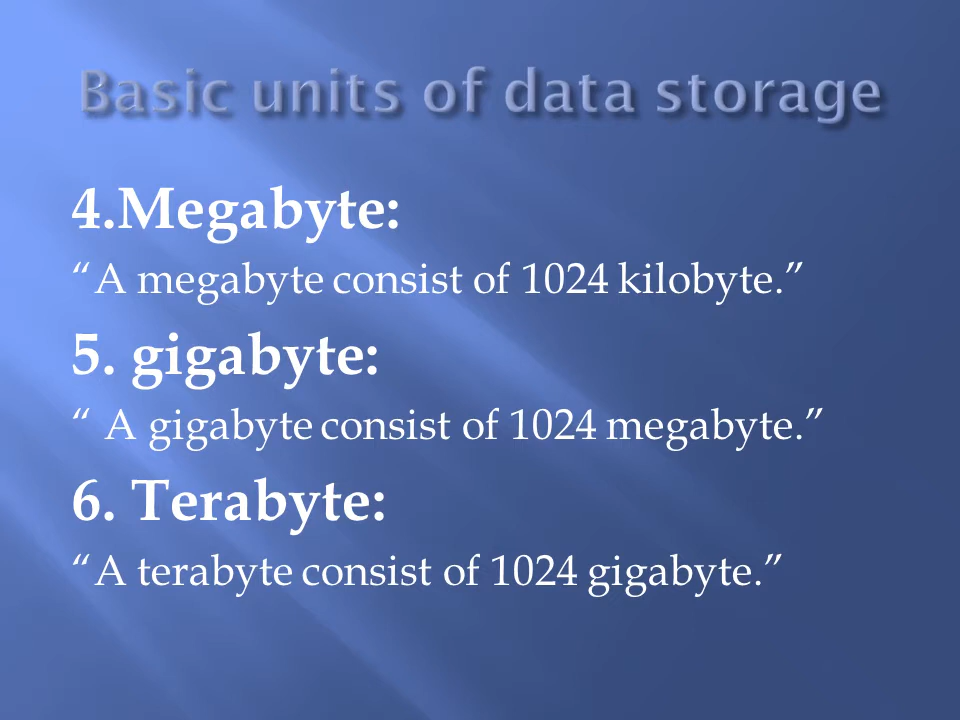 Basic units of data storage
4.Megabyte:
“A megabyte consist of 1024 kilobyte.”
5. gigabyte:
“ A gigabyte consist of 1024 megabyte.”
6. Terabyte:
“A terabyte consist of 1024 gigabyte.”